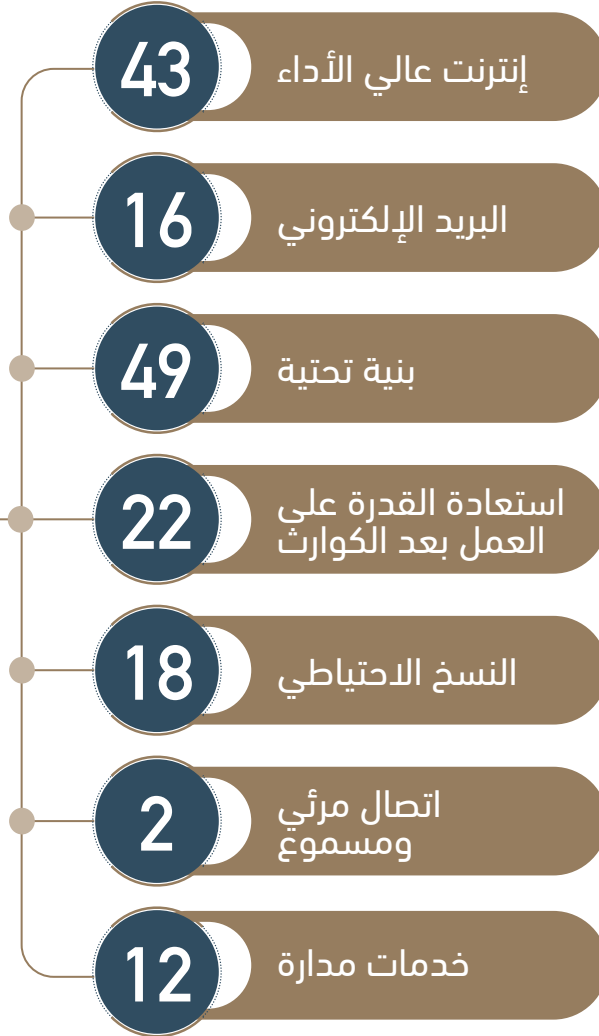 43
إنترنت عالي الأداء
16
البريد الإلكتروني
49
بنية تحتية
22
استعادة القدرة على
العمل بعد الكوارث
18
النسخ الاحتياطي
2
اتصال مرئي
ومسموع
12
خدمات مدارة